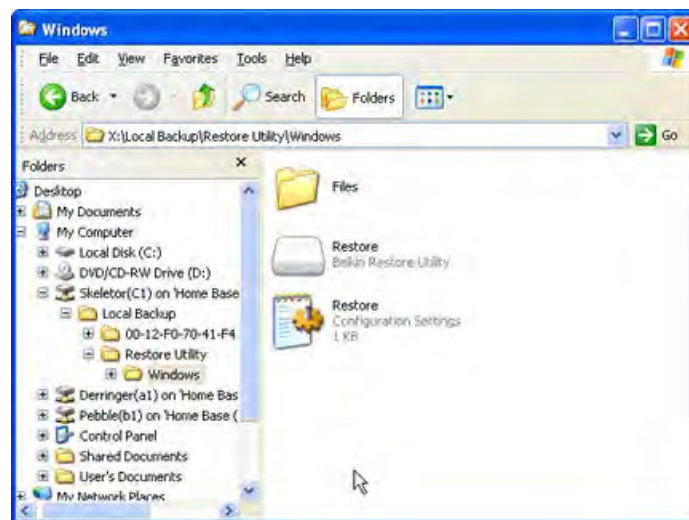 Windows
File Edit View Favorites Tools Help
Back Search Folders
Address X:\Local Backup\Restore Utility\Windows Go
Folders
Desktop
My Documents
My Computer
Local Disk (C:)
DVD/CD-RW Drive (D:)
Skeletor(C1) on 'Home Base
Local Backup
00-12-F0-70-41-F4
Restore Utility
Windows
Derringer(a1) on 'Home Bas
Pebble(b1) on 'Home Base (
Control Panel
Shared Documents
User's Documents
My Network Places
Files
Restore
Belkin Restore Utility
Restore
Configuration Settings
1 KB